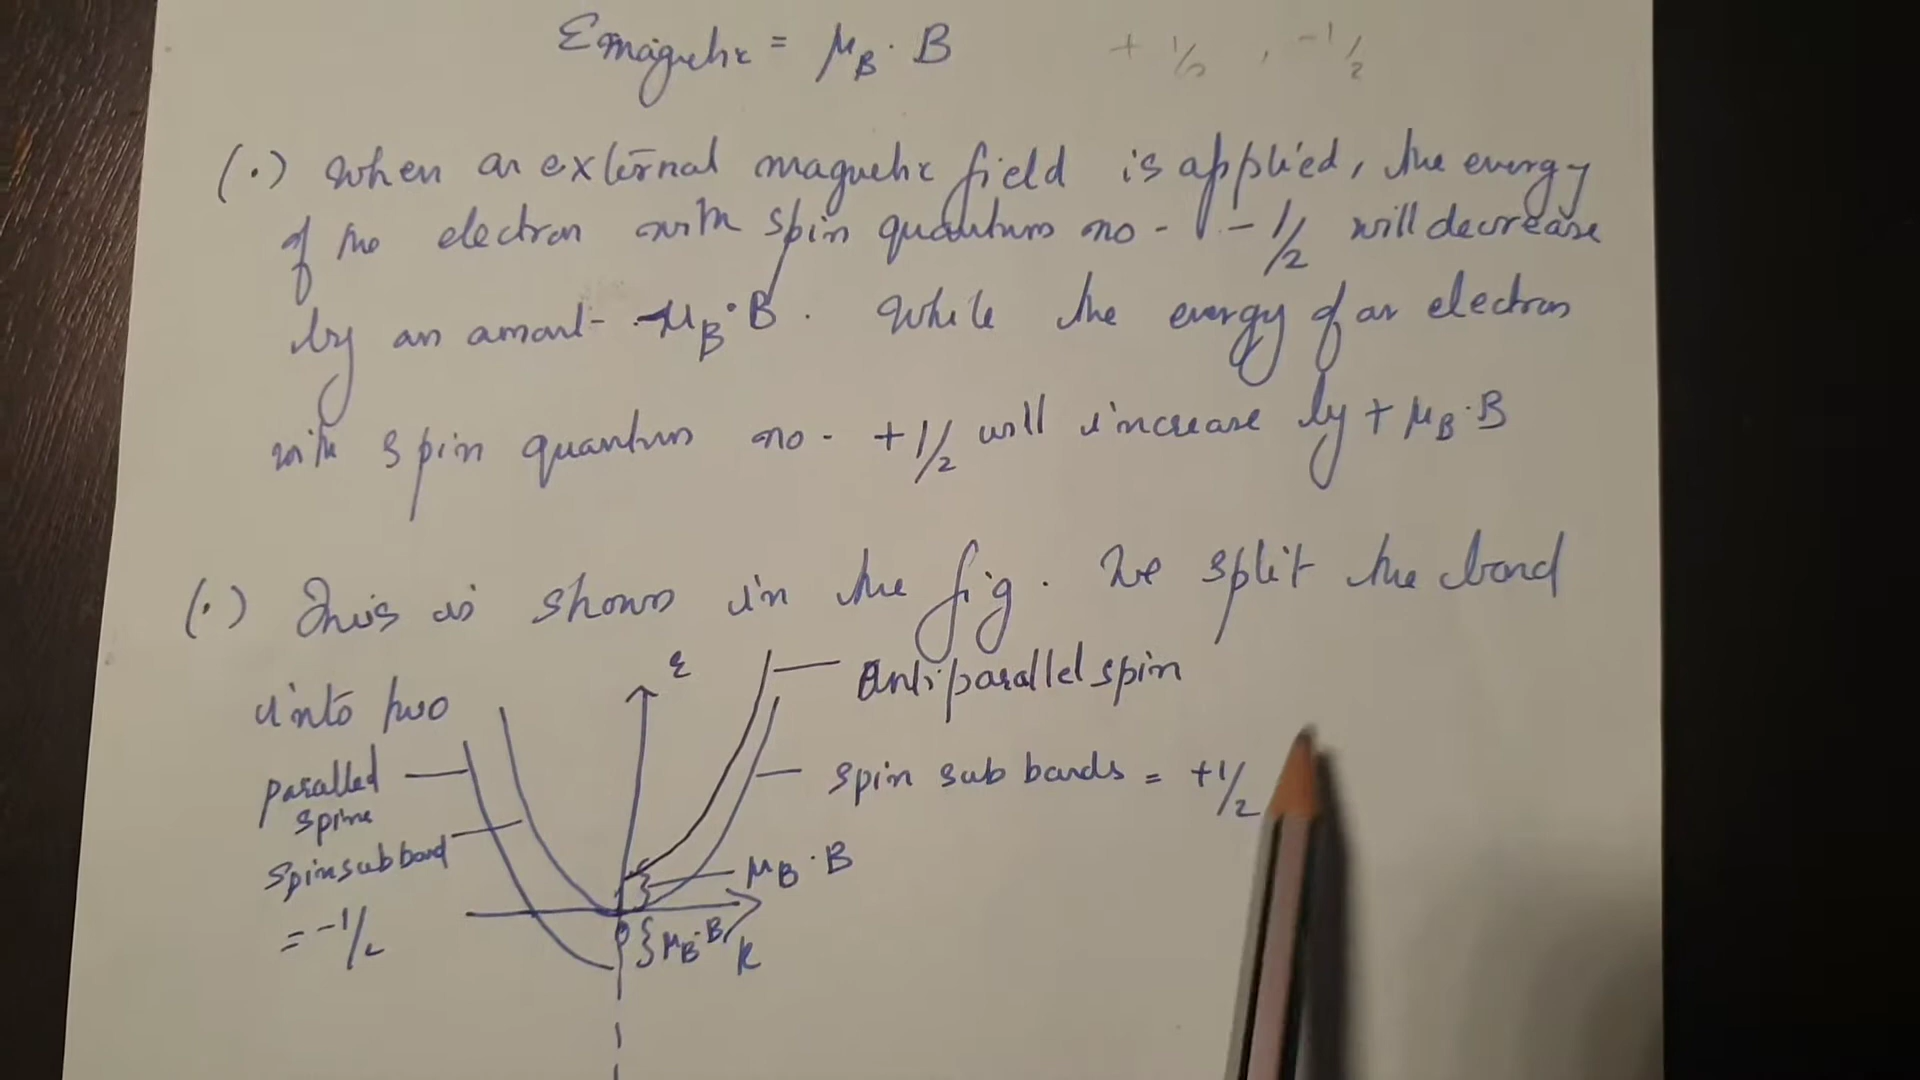 εmagnetic = μB · B + 1/2 , -1/2
(·) When an external magnetic field is applied, the energy
of the electron with spin quantum no - -1/2 will decrease
by an amount - -μB · B . While the energy of an electron
with spin quantum no - +1/2 will increase by + μB · B
(·) This is shown in the fig . We split the band
into two
ε
Antiparallel spin
parallel
spins
spin sub bands = +1/2
spin sub band
= -1/2
μB · B
{μB · B
k